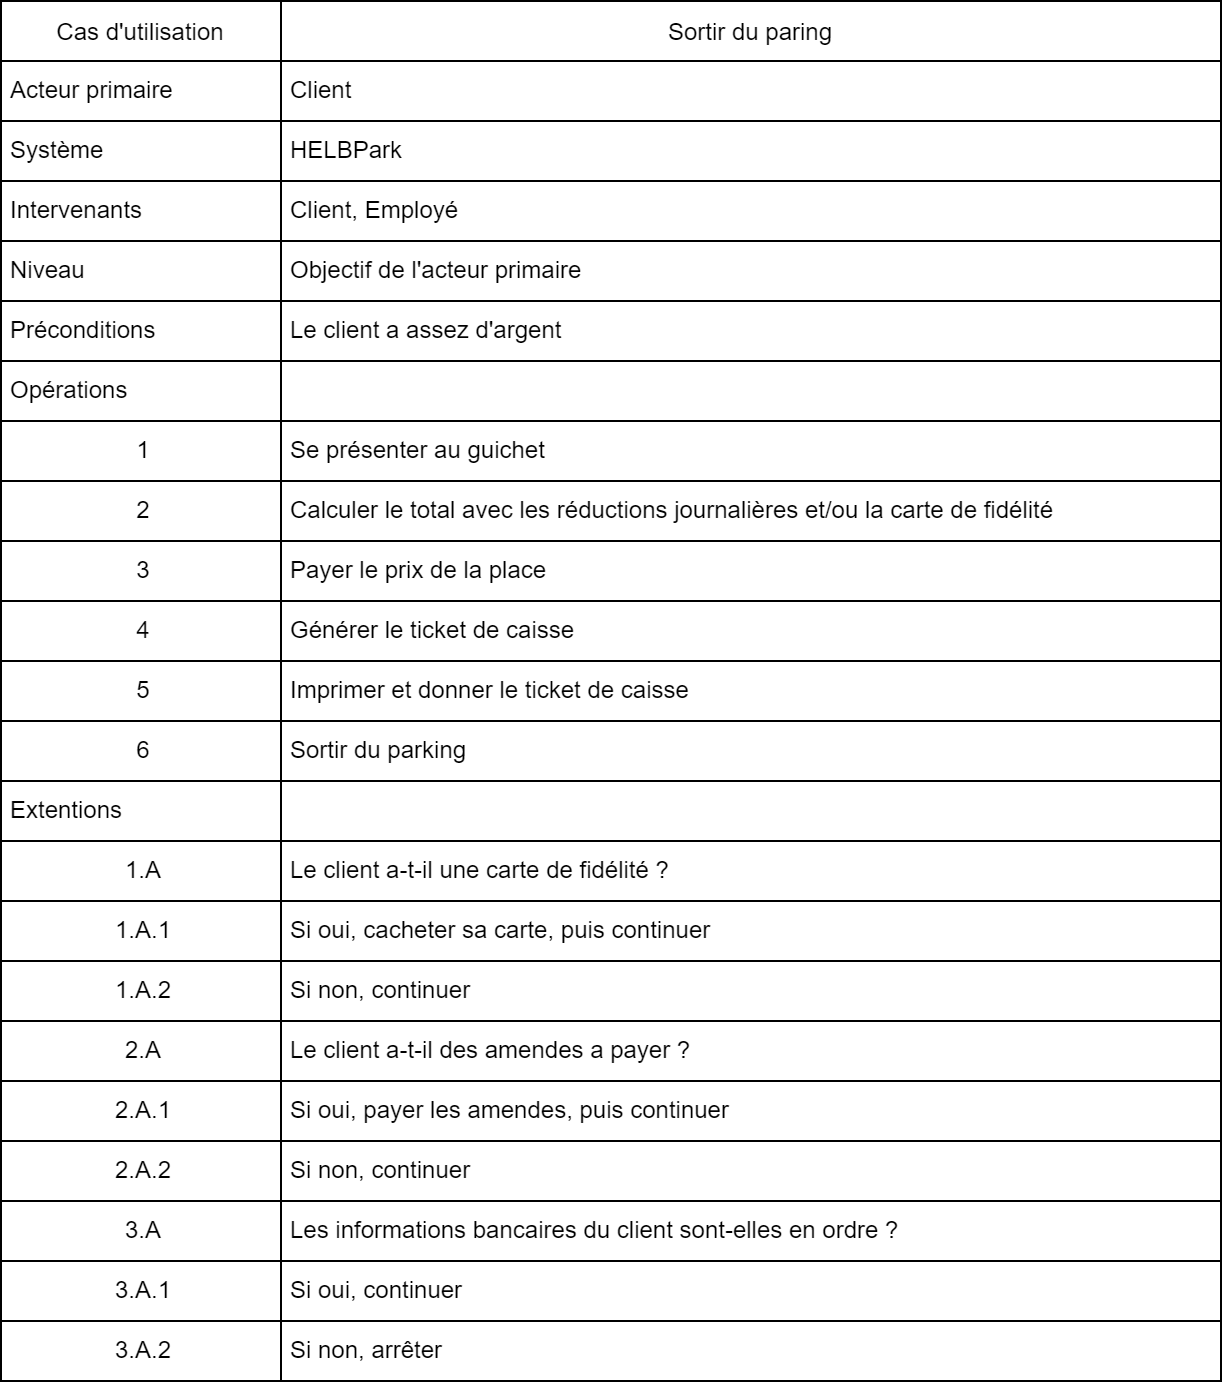 Cas d'utilisation
Sortir du paring
Acteur primaire
Client
Système
HELBPark
Intervenants
Client, Employé
Niveau
Objectif de l'acteur primaire
Préconditions
Le client a assez d'argent
Opérations
1
Se présenter au guichet
2
Calculer le total avec les réductions journalières et/ou la carte de fidélité
3
Payer le prix de la place
4
Générer le ticket de caisse
5
Imprimer et donner le ticket de caisse
6
Sortir du parking
Extentions
1.A
Le client a-t-il une carte de fidélité ?
1.A.1
Si oui, cacheter sa carte, puis continuer
1.A.2
Si non, continuer
2.A
Le client a-t-il des amendes a payer ?
2.A.1
Si oui, payer les amendes, puis continuer
2.A.2
Si non, continuer
3.A
Les informations bancaires du client sont-elles en ordre ?
3.A.1
Si oui, continuer
3.A.2
Si non, arrêter